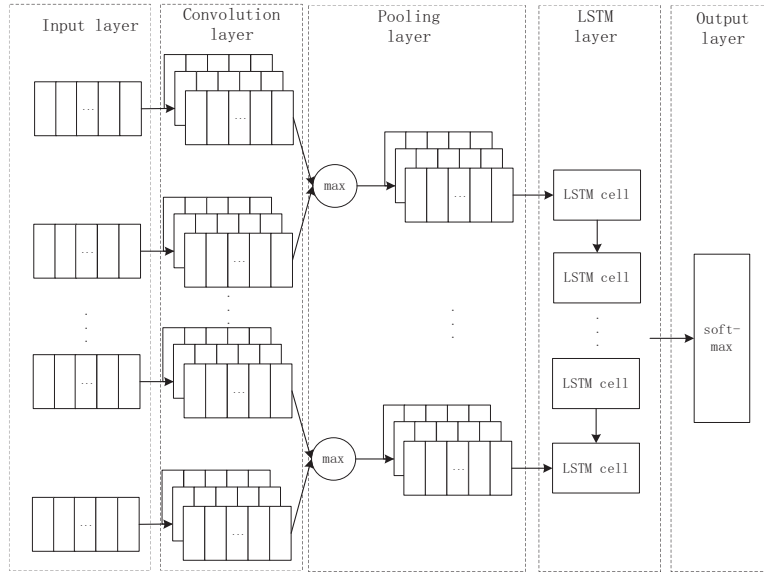 Input layer
Convolution
layer
Pooling
layer
LSTM
layer
Output
layer
...
...
...
...
...
...
...
...
max
max
...
...
LSTM cell
LSTM cell
LSTM cell
LSTM cell
soft-
max